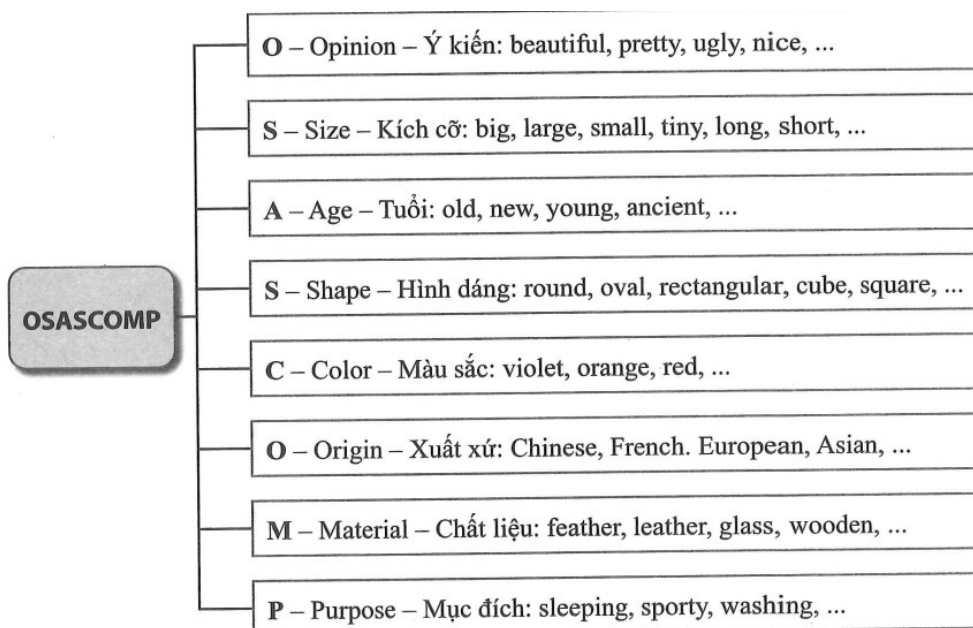 O – Opinion – Ý kiến: beautiful, pretty, ugly, nice, ...
S – Size – Kích cỡ: big, large, small, tiny, long, short, ...
A – Age – Tuổi: old, new, young, ancient, ...
S – Shape – Hình dáng: round, oval, rectangular, cube, square, ...
OSASCOMP
C – Color – Màu sắc: violet, orange, red, ...
O – Origin – Xuất xứ: Chinese, French. European, Asian, ...
M – Material – Chất liệu: feather, leather, glass, wooden, ...
P – Purpose – Mục đích: sleeping, sporty, washing, ...